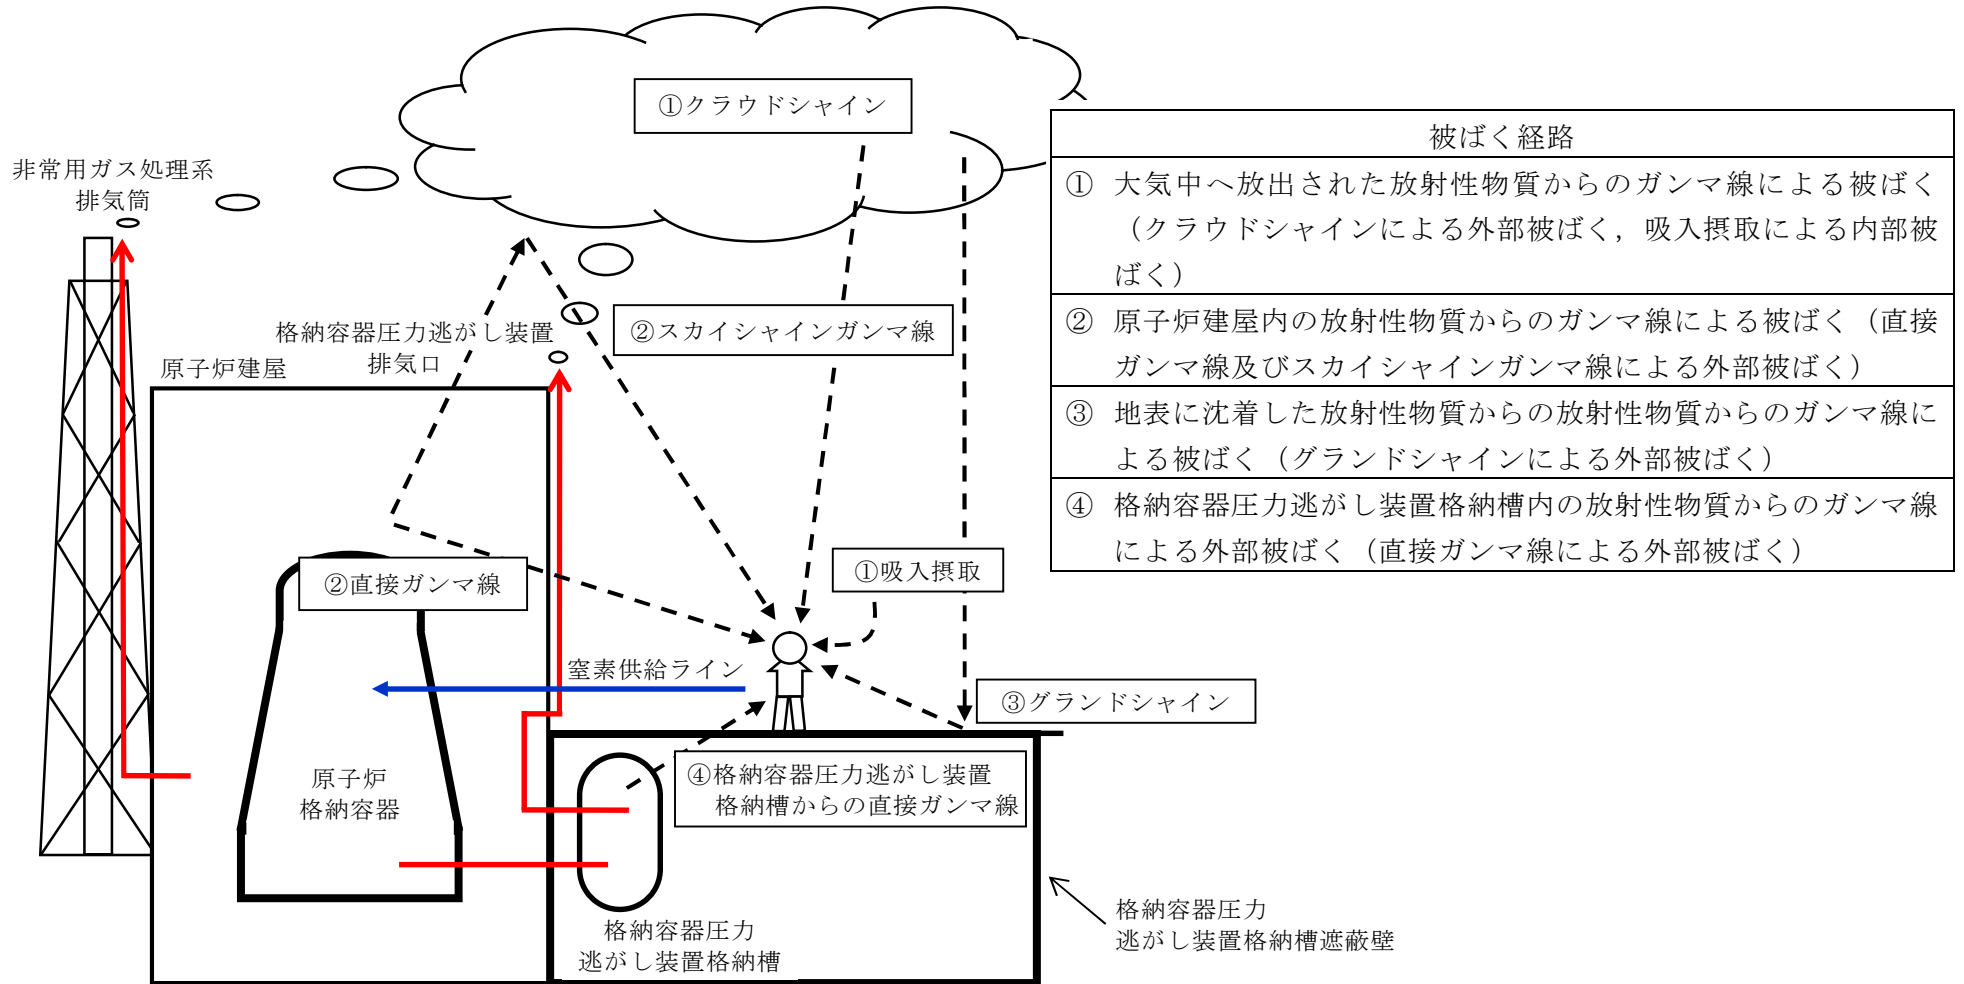 ①クラウドシャイン
非常用ガス処理系
排気筒
格納容器圧力逃がし装置
排気口
原子炉建屋
②スカイシャインガンマ線
②直接ガンマ線
①吸入摂取
窒素供給ライン
③グランドシャイン
原子炉
格納容器
④格納容器圧力逃がし装置
格納槽からの直接ガンマ線
格納容器圧力
逃がし装置格納槽
格納容器圧力
逃がし装置格納槽遮蔽壁
被ばく経路
① 大気中へ放出された放射性物質からのガンマ線による被ばく
（クラウドシャインによる外部被ばく，吸入摂取による内部被
ばく）
② 原子炉建屋内の放射性物質からのガンマ線による被ばく（直接
ガンマ線及びスカイシャインガンマ線による外部被ばく）
③ 地表に沈着した放射性物質からの放射性物質からのガンマ線に
よる被ばく（グランドシャインによる外部被ばく）
④ 格納容器圧力逃がし装置格納槽内の放射性物質からのガンマ線
による外部被ばく（直接ガンマ線による外部被ばく）